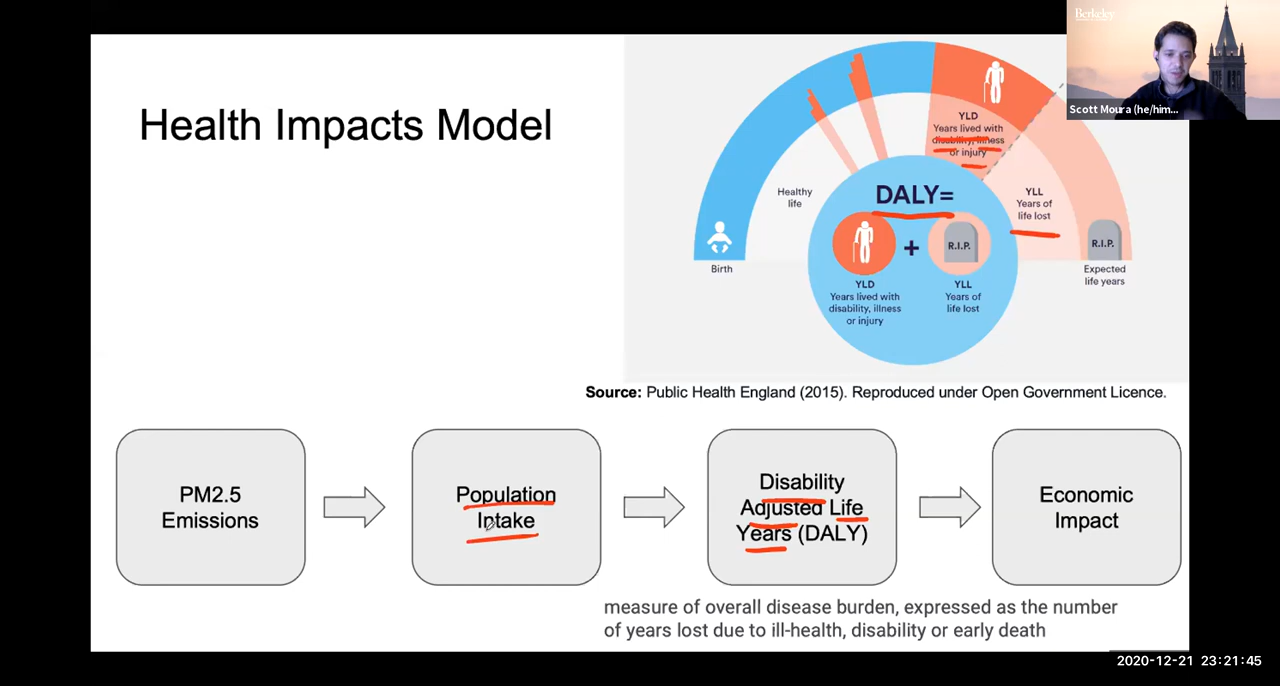 Berkeley
Scott Moura (he/him...
Health Impacts Model
YLD
Years lived with
disability, illness
or injury
DALY=
Healthy
life
YLL
Years of
life lost
R.I.P.
+
R.I.P.
Birth
Expected
life years
YLD
Years lived with
disability, illness
or injury
YLL
Years of
life lost
Source: Public Health England (2015). Reproduced under Open Government Licence.
PM2.5
Emissions
Population
Intake
Disability
Adjusted Life
Years (DALY)
Economic
Impact
measure of overall disease burden, expressed as the number
of years lost due to ill-health, disability or early death
2020-12-21 23:21:45